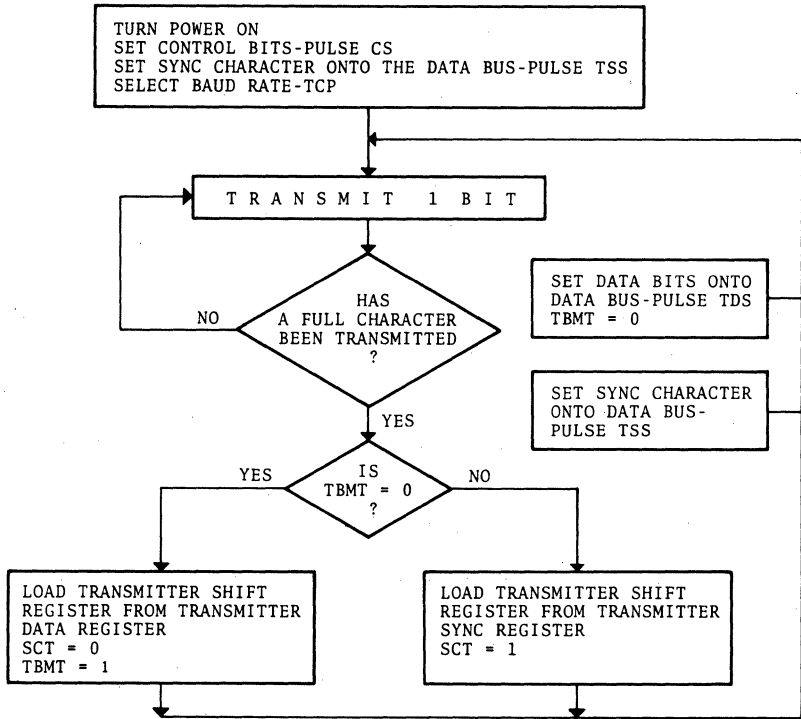 TURN POWER ON
SET CONTROL BITS-PULSE CS
SET SYNC CHARACTER ONTO THE DATA BUS-PULSE TSS
SELECT BAUD RATE-TCP
TRANSMIT 1 BIT
HAS
A FULL CHARACTER
BEEN TRANSMITTED
?
NO
SET DATA BITS ONTO
DATA BUS-PULSE TDS
TBMT = 0
SET SYNC CHARACTER
ONTO DATA BUS-
PULSE TSS
YES
IS
TBMT = 0
?
YES
NO
LOAD TRANSMITTER SHIFT
REGISTER FROM TRANSMITTER
DATA REGISTER
SCT = 0
TBMT = 1
LOAD TRANSMITTER SHIFT
REGISTER FROM TRANSMITTER
SYNC REGISTER
SCT = 1